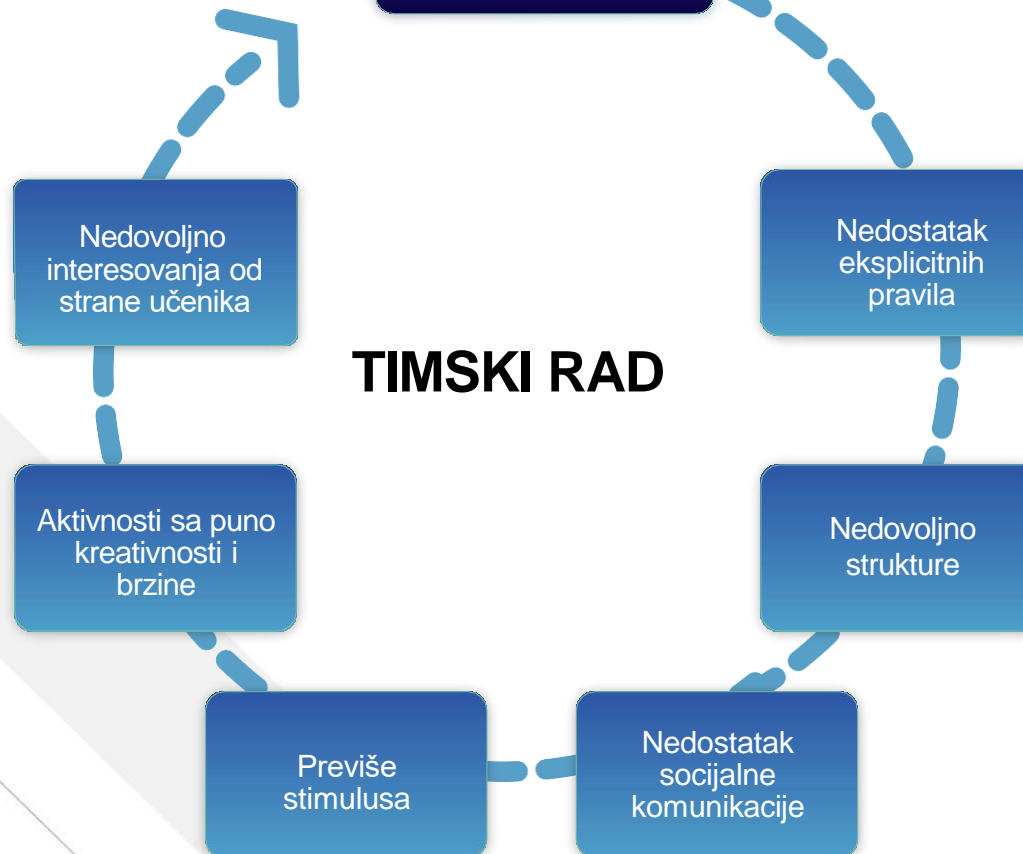 TIMSKI RAD
Nedostatak
eksplicitnih
pravila
Nedovoljno
strukture
Nedostatak
socijalne
komunikacije
Previše
stimulusa
Aktivnosti sa puno
kreativnosti i
brzine
Nedovoljno
interesovanja od
strane učenika